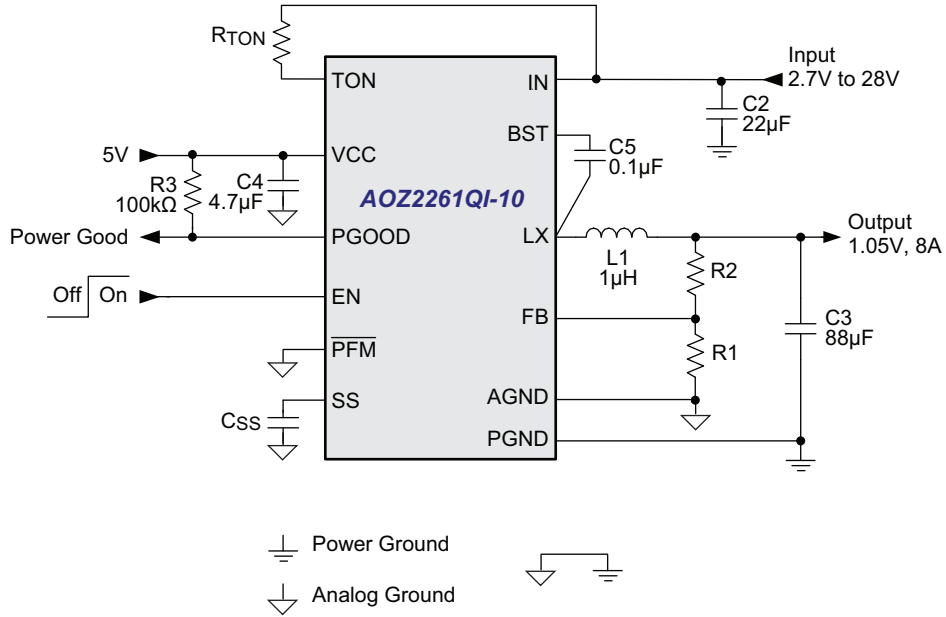 RTON
TON
IN
Input
2.7V to 28V
C2
22µF
BST
C5
0.1µF
5V
VCC
R3
100kΩ
C4
4.7µF
AOZ2261QI-10
Power Good
PGOOD
LX
L1
1µH
Output
1.05V, 8A
R2
Off
On
EN
FB
C3
88µF
R1
PFM
SS
CSS
AGND
PGND
Power Ground
Analog Ground